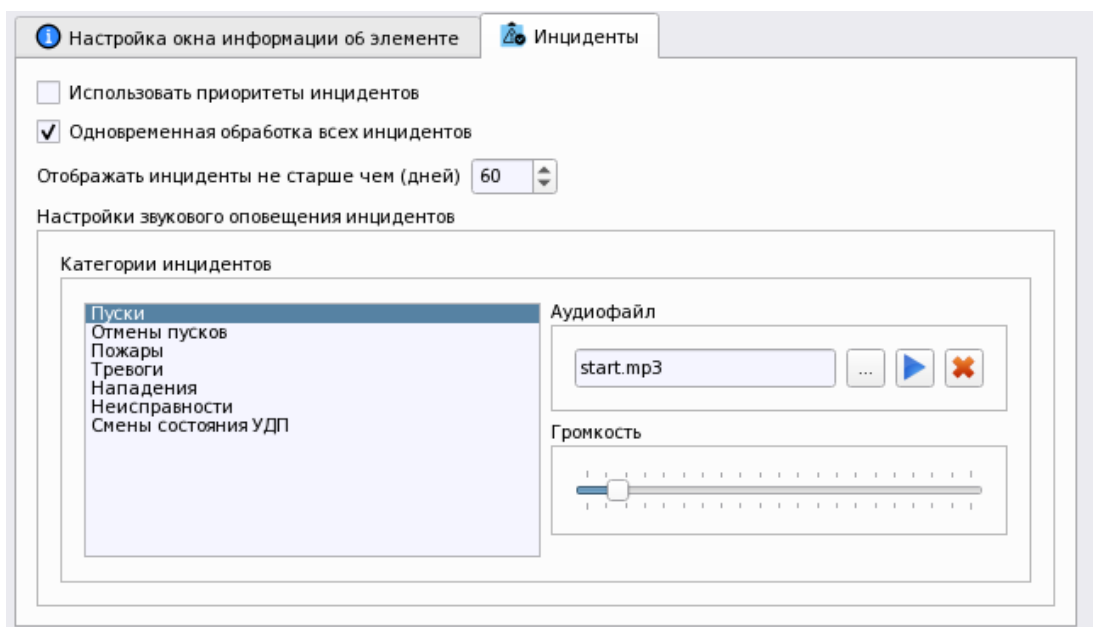 Настройка окна информации об элементе
Инциденты
Использовать приоритеты инцидентов
Одновременная обработка всех инцидентов
Отображать инциденты не старше чем (дней) 60
Настройки звукового оповещения инцидентов
Категории инцидентов
Пуски
Отмены пусков
Пожары
Тревоги
Нападения
Неисправности
Смены состояния УДП
Аудиофайл
start.mp3 ...
Громкость